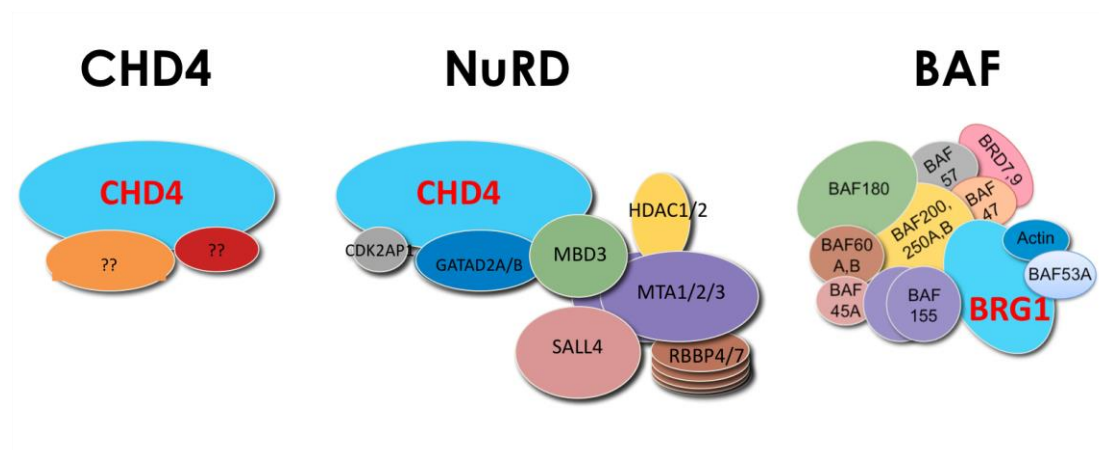 CHD4
NuRD
BAF
CHD4
??
??
CHD4
CDK2AP1
GATAD2A/B
MBD3
HDAC1/2
MTA1/2/3
SALL4
RBBP4/7
BAF180
BAF
57
BRD7,9
BAF
47
BAF200,
250A,B
BAF60
A,B
BAF
45A
BAF
155
Actin
BAF53A
BRG1